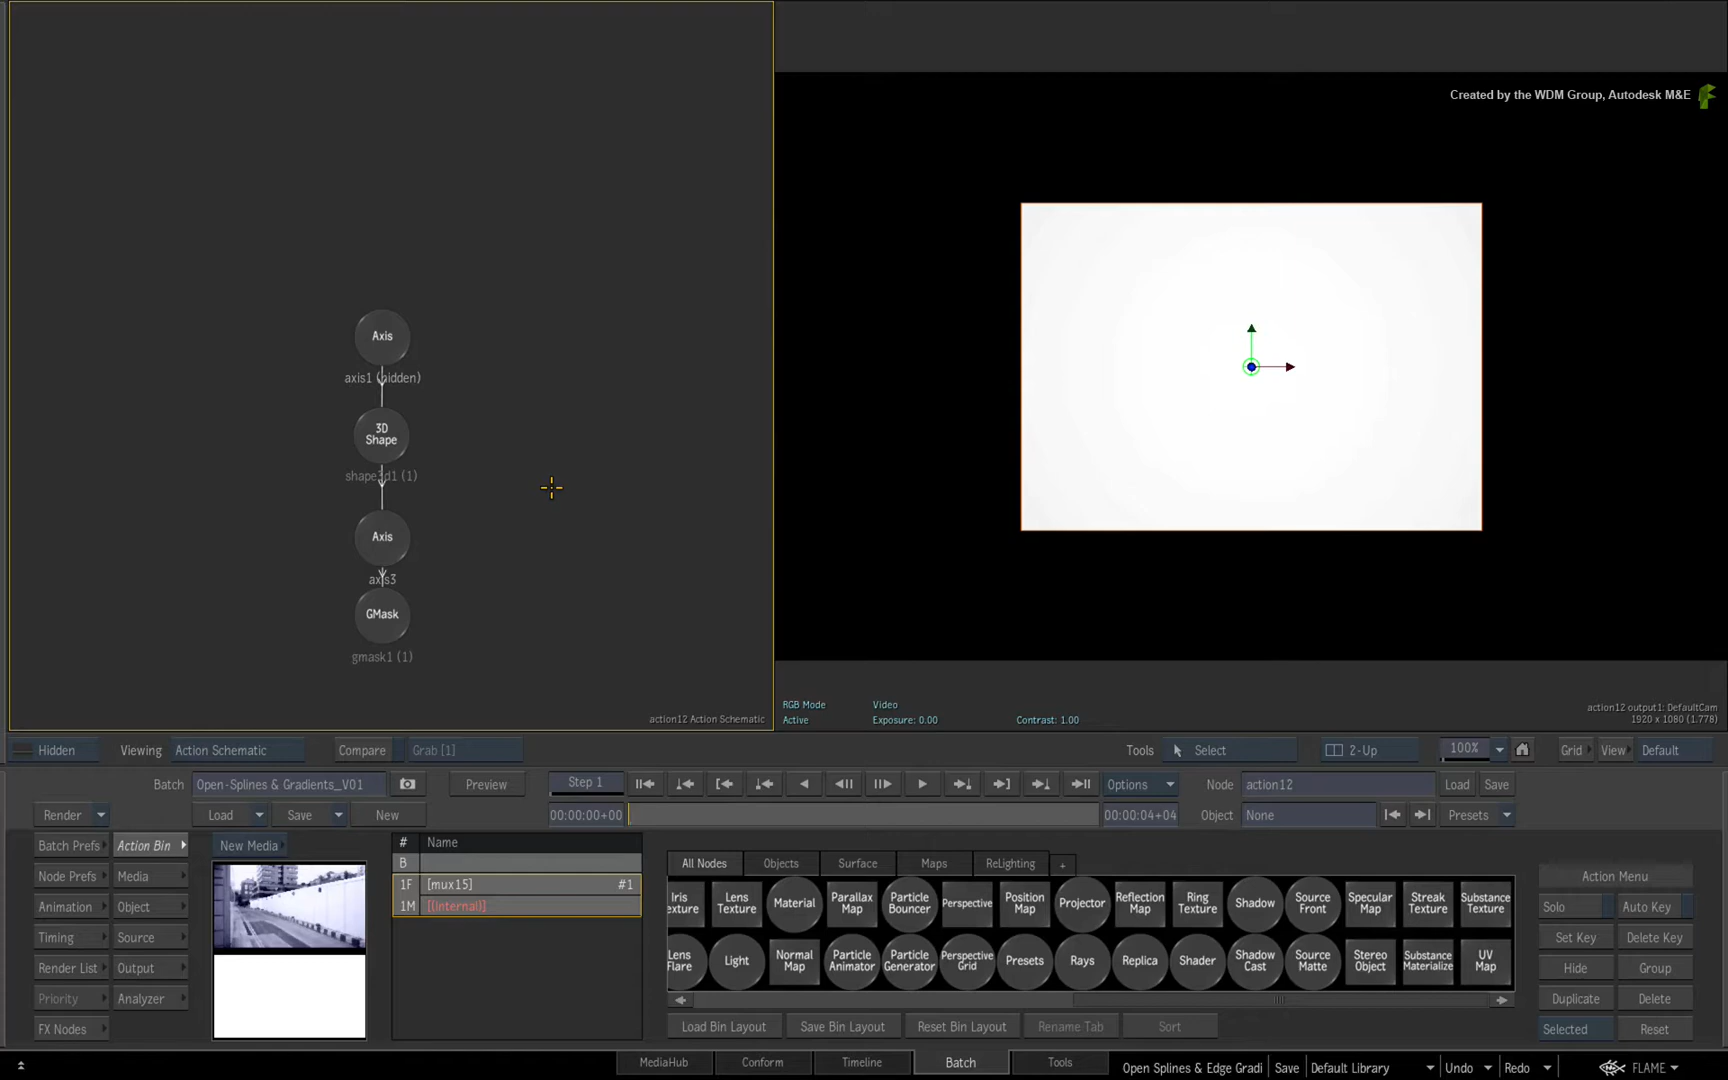 Created by the WDM Group, Autodesk M&E
Axis
axis1 (hidden)
3D
Shape
shape3d1 (1)
Axis
axis3
GMask
gmask1 (1)
action12 Action Schematic
RGB Mode
Video
Active
Exposure: 0.00
Contrast: 1.00
action12 output1: DefaultCam
1920 x 1080 (1.778)
Hidden
Viewing
Action Schematic
Compare
Grab [1]
Tools
Select
2-Up
100%
Grid
View
Default
Batch
Open-Splines & Gradients_V01
Preview
Step 1
Options
Node
action12
Load
Save
Render
Load
Save
New
00:00:00+00
00:00:04+04
Object
None
Presets
Batch Prefs
Action Bin
New Media
# Name
B
1F [mux15] #1
1M [(Internal)]
Node Prefs
Media
Animation
Object
Timing
Source
Render List
Output
Priority
Analyzer
FX Nodes
All Nodes
Objects
Surface
Maps
ReLighting
+
Iris
exture
Lens
Texture
Material
Parallax
Map
Particle
Bouncer
Perspective
Position
Map
Projector
Reflection
Map
Ring
Texture
Shadow
Source
Front
Specular
Map
Streak
Texture
Substance
Texture
Lens
Flare
Light
Normal
Map
Particle
Animator
Particle
Generator
Perspective
Grid
Presets
Rays
Replica
Shader
Shadow
Cast
Source
Matte
Stereo
Object
Substance
Materialize
UV
Map
Load Bin Layout
Save Bin Layout
Reset Bin Layout
Rename Tab
Sort
Action Menu
Solo
Auto Key
Set Key
Delete Key
Hide
Group
Duplicate
Delete
Selected
Reset
MediaHub
Conform
Timeline
Batch
Tools
Open Splines & Edge Gradi
Save
Default Library
Undo
Redo
FLAME